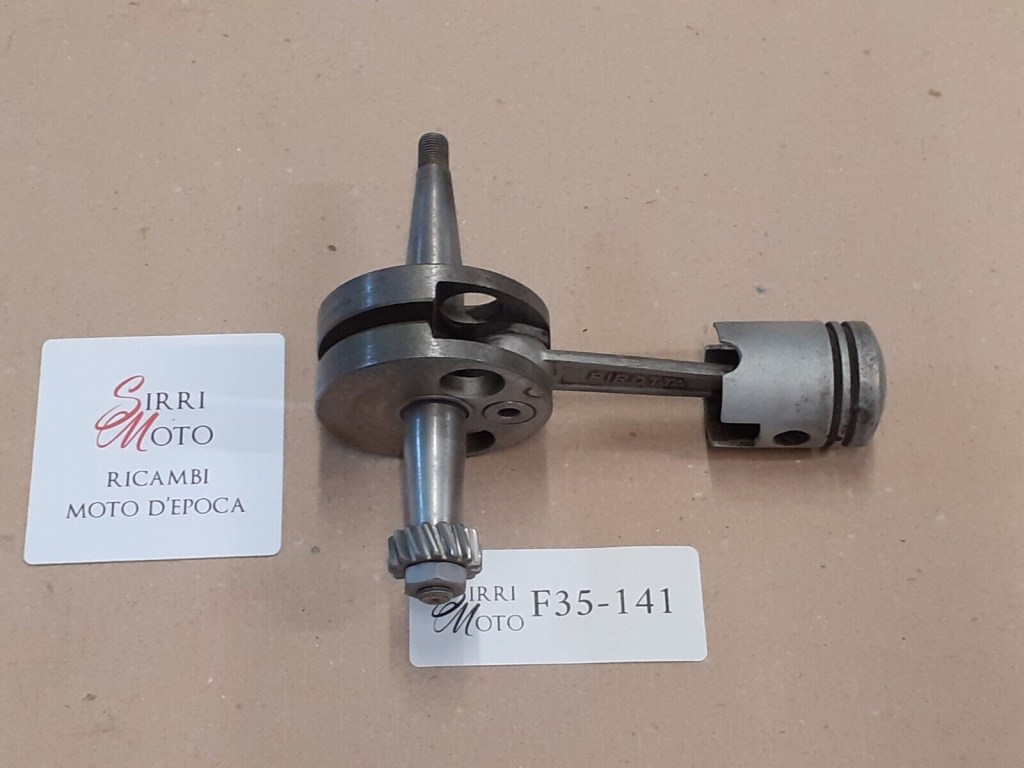 SIRRI
MOTO
RICAMBI
MOTO D'EPOCA
PIROTTA
SIRRI
MOTO
F35-141